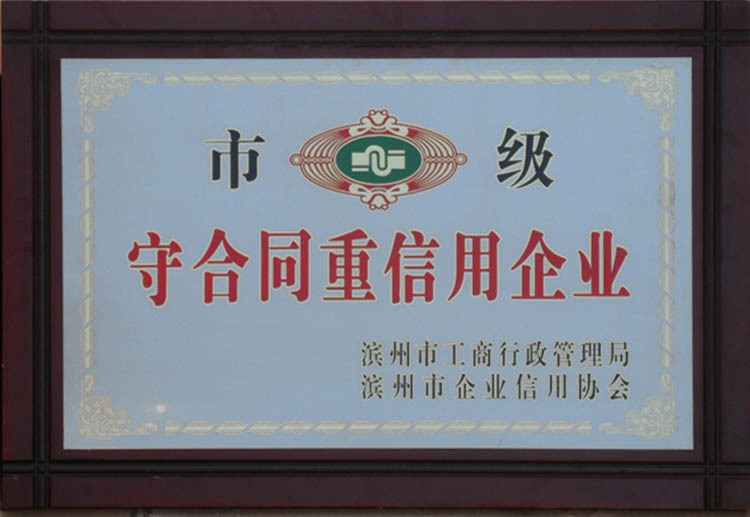 市 级
守合同重信用企业
滨州市工商行政管理局
滨州市企业信用协会